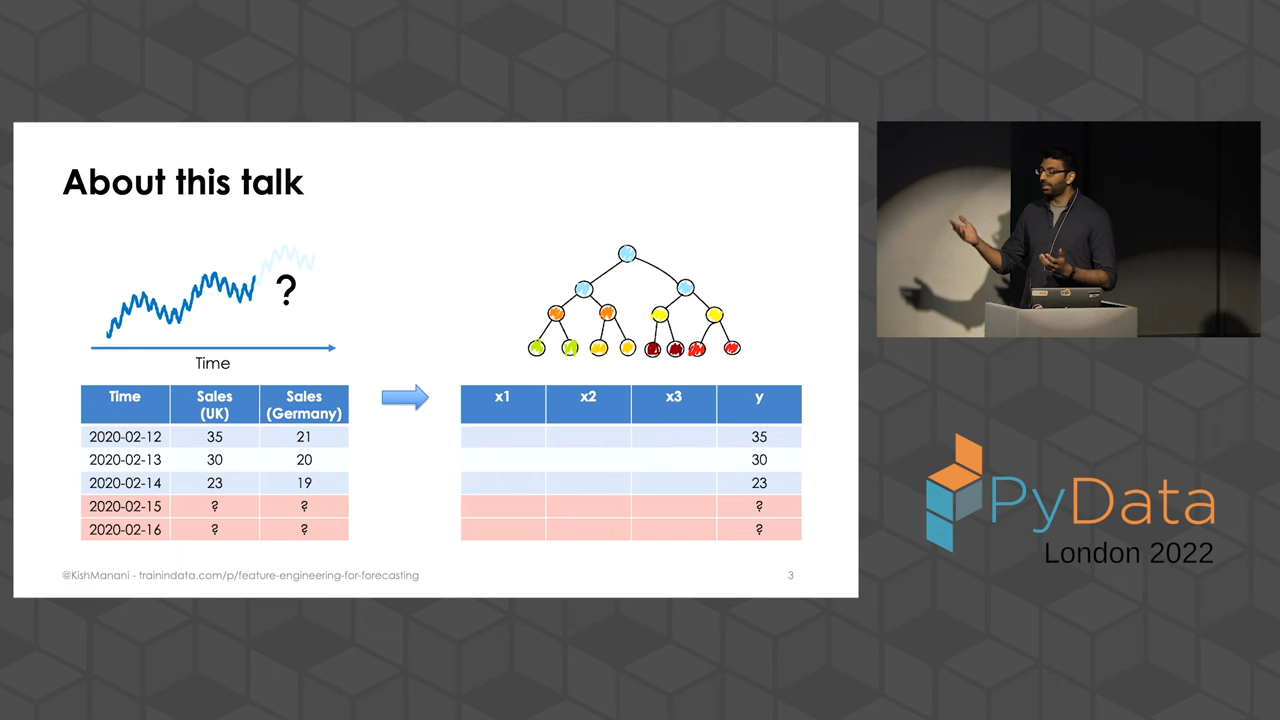 About this talk
?
Time
Time Sales (UK) Sales (Germany)
2020-02-12 35 21
2020-02-13 30 20
2020-02-14 23 19
2020-02-15 ? ?
2020-02-16 ? ?
x1 x2 x3 y
35
30
23
?
?
@KishManani - trainindata.com/p/feature-engineering-for-forecasting
3
PyData
London 2022